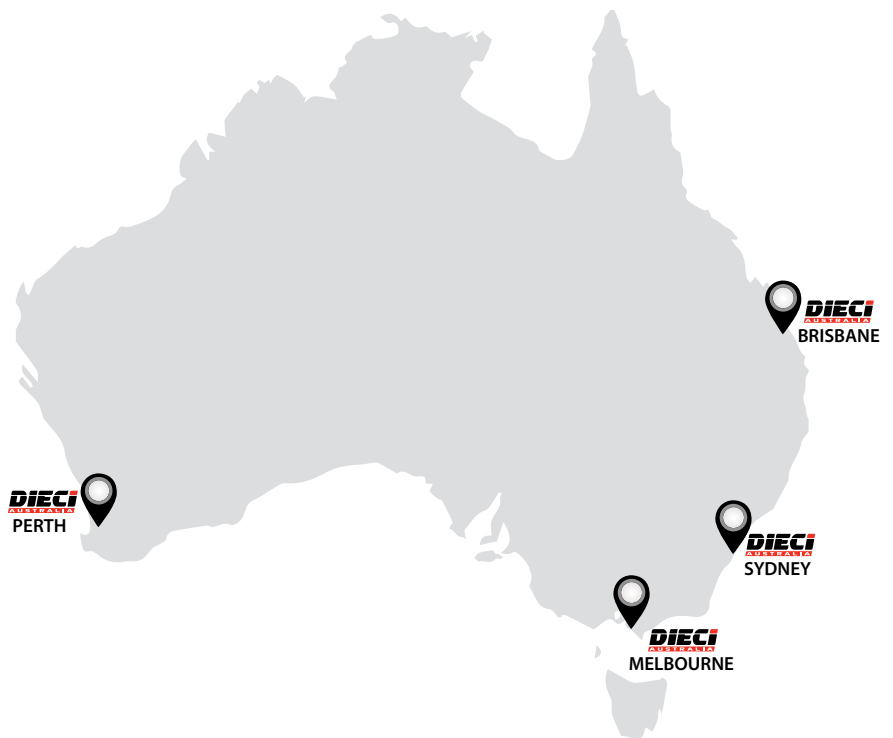 DIECI
AUSTRALIA
BRISBANE
DIECI
AUSTRALIA
PERTH
DIECI
AUSTRALIA
SYDNEY
DIECI
AUSTRALIA
MELBOURNE